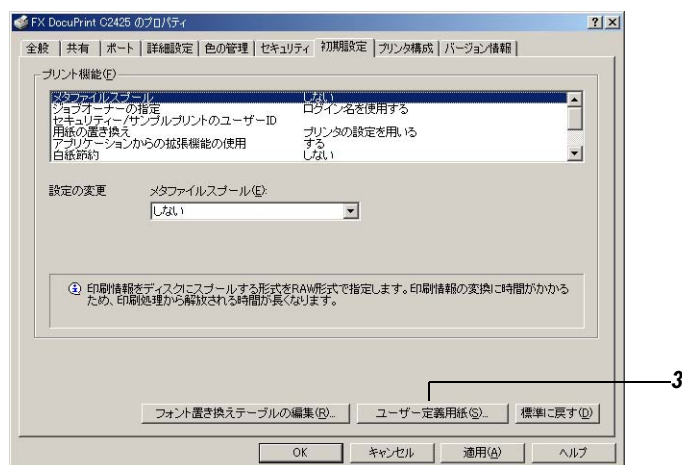 FX DocuPrint C2425 のプロパティ
全般 共有 ポート 詳細設定 色の管理 セキュリティ 初期設定 プリンタ構成 バージョン情報
プリント機能(F)
メタファイルスプール しない
ジョブオーナーの指定 ログイン名を使用する
セキュリティー/サンプルプリントのユーザーID
用紙の置き換え プリンタの設定を用いる
アプリケーションからの拡張機能の使用 する
白紙節約 しない
設定の変更 メタファイルスプール(E):
しない
印刷情報をディスクにスプールする形式をRAW形式で指定します。印刷情報の変換に時間がかかる
ため、印刷処理から解放される時間が長くなります。
3
フォント置き換えテーブルの編集(R)... ユーザー定義用紙(S)... 標準に戻す(D)
OK キャンセル 適用(A) ヘルプ